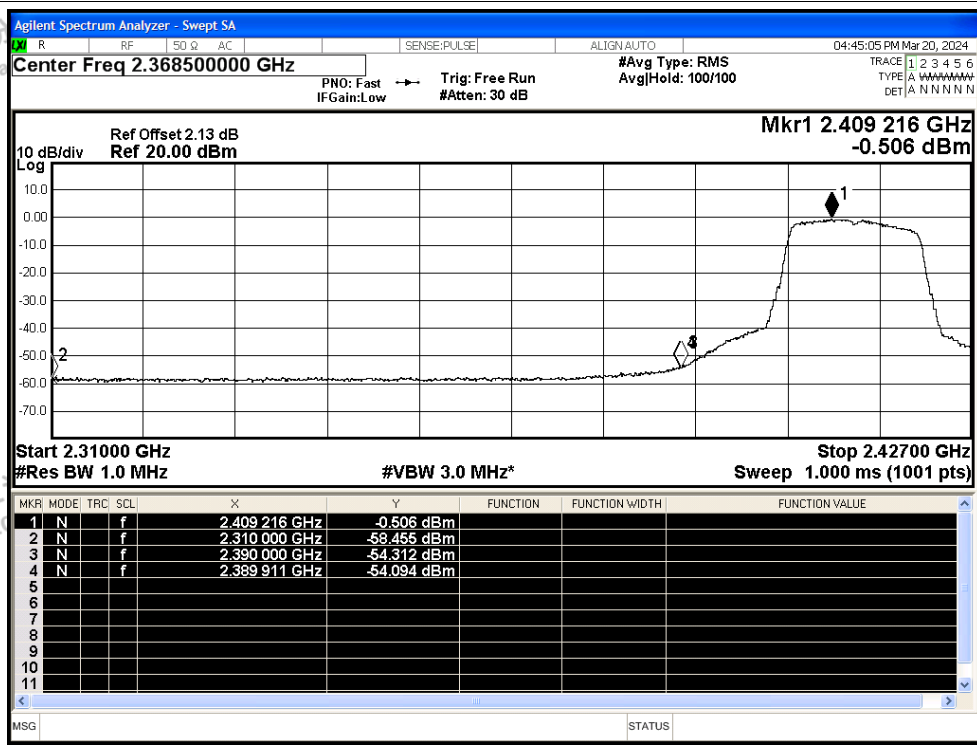 Agilent Spectrum Analyzer - Swept SA
LXI R RF 50 Ω AC SENSE:PULSE ALIGN AUTO 04:45:05 PM Mar 20, 2024
Center Freq 2.368500000 GHz
PNO: Fast
IFGain:Low
Trig: Free Run
#Atten: 30 dB
#Avg Type: RMS
Avg|Hold: 100/100
TRACE 1 2 3 4 5 6
TYPE A WWWWW
DET A N N N N N
Mkr1 2.409 216 GHz
-0.506 dBm
Ref Offset 2.13 dB
10 dB/div Ref 20.00 dBm
Log
10.0
1
0.00
-10.0
-20.0
-30.0
-40.0
-50.0
2
-60.0
-70.0
Start 2.31000 GHz Stop 2.42700 GHz
#Res BW 1.0 MHz #VBW 3.0 MHz* Sweep 1.000 ms (1001 pts)
MKR MODE TRC SCL X Y FUNCTION FUNCTION WIDTH FUNCTION VALUE
1 N f 2.409 216 GHz -0.506 dBm
2 N f 2.310 000 GHz -58.455 dBm
3 N f 2.390 000 GHz -54.312 dBm
4 N f 2.389 911 GHz -54.094 dBm
5
6
7
8
9
10
11
MSG STATUS